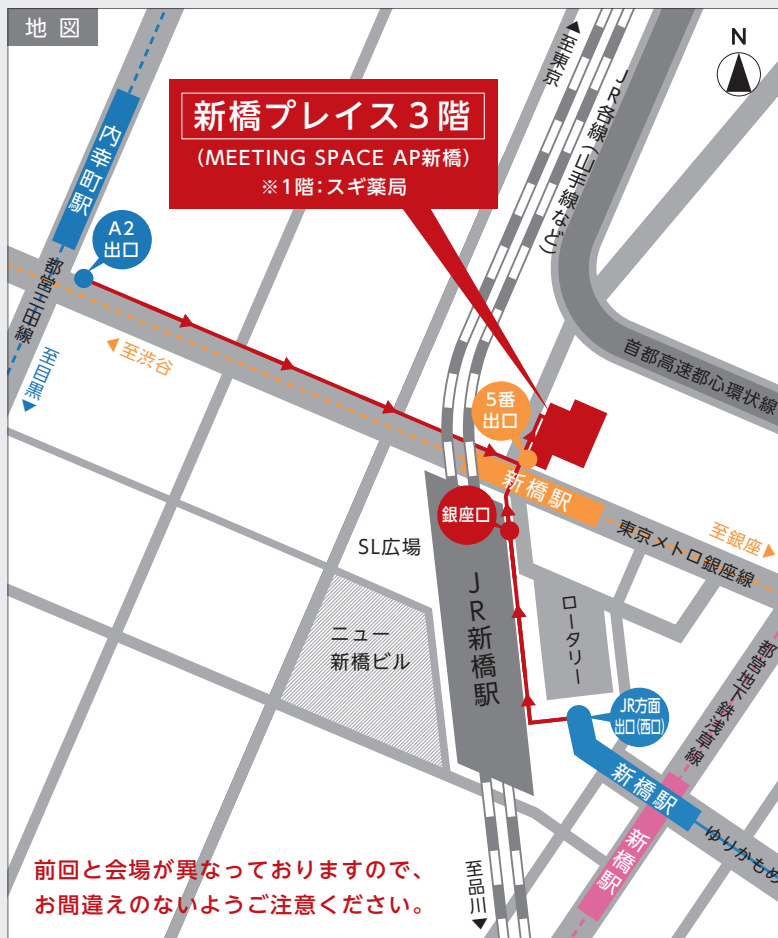 地図
N
至東京
JR各線(山手線など)
新橋プレイス3階
(MEETING SPACE AP新橋)
※1階:スギ薬局
内幸町駅
A2
出口
都営三田線
至目黒
至渋谷
首都高速都心環状線
5番
出口
新橋駅
銀座口
東京メトロ銀座線
至銀座
SL広場
JR新橋駅
ロータリー
ニュー
新橋ビル
都営地下鉄浅草線
JR方面
出口(西口)
新橋駅
ゆりかもめ
新橋駅
至品川
前回と会場が異なっておりますので、
お間違えのないようご注意ください。